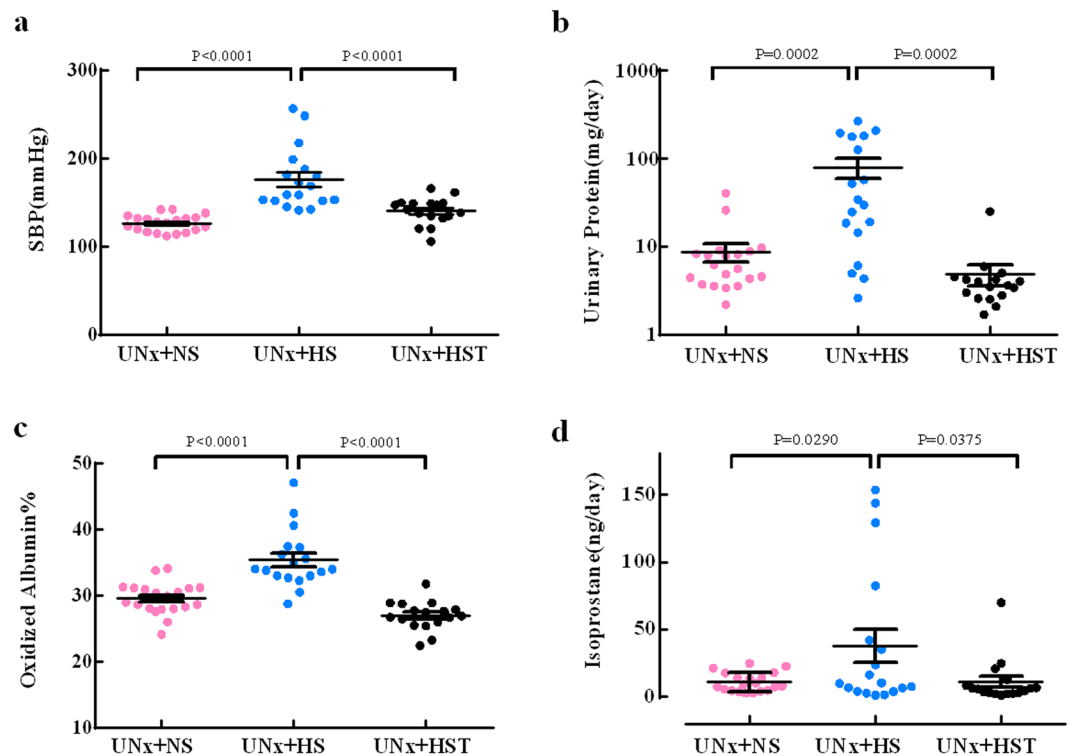 a
P<0.0001
P<0.0001
300
200
100
0
SBP(mmHg)
UNx+NS
UNx+HS
UNx+HST
b
P=0.0002
P=0.0002
1000
100
10
1
Urinary Protein(mg/day)
UNx+NS
UNx+HS
UNx+HST
c
P<0.0001
P<0.0001
50
40
30
20
10
Oxidized Albumin%
UNx+NS
UNx+HS
UNx+HST
d
P=0.0290
P=0.0375
150
100
50
0
Isoprostane(ng/day)
UNx+NS
UNx+HS
UNx+HST